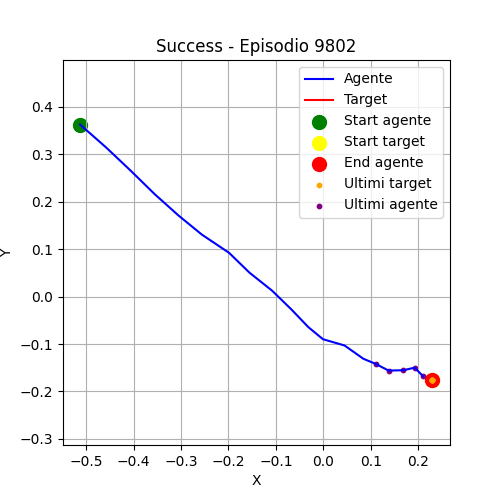 Success - Episodio 9802
Agente
Target
Start agente
Start target
End agente
Ultimi target
Ultimi agente
0.4
0.3
0.2
0.1
0.0
−0.1
−0.2
−0.3
Y
−0.5
−0.4
−0.3
−0.2
−0.1
0.0
0.1
0.2
X